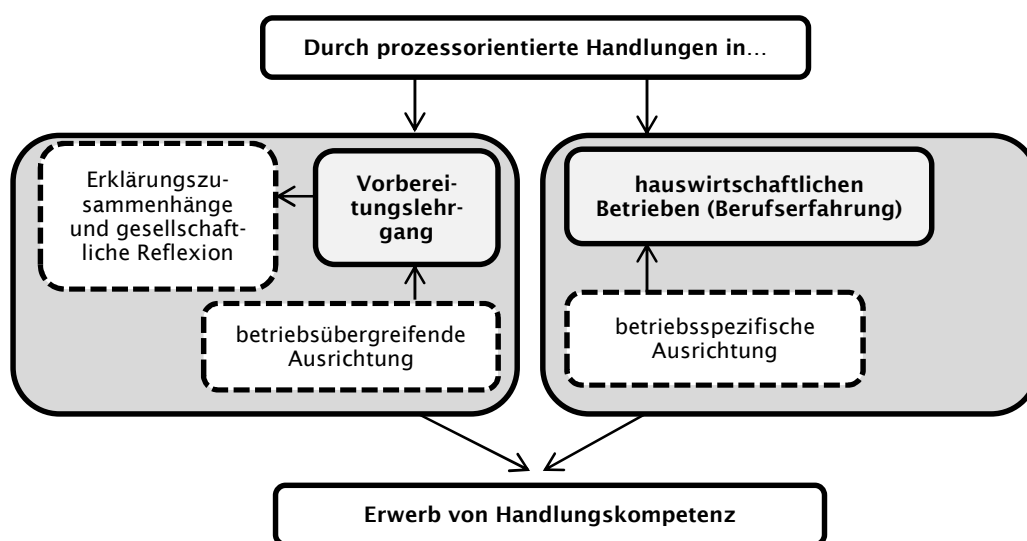 Durch prozessorientierte Handlungen in…
Erklärungszu-
sammenhänge
und gesellschaft-
liche Reflexion
Vorberei-
tungslehr-
gang
betriebsübergreifende
Ausrichtung
hauswirtschaftlichen
Betrieben (Berufserfahrung)
betriebsspezifische
Ausrichtung
Erwerb von Handlungskompetenz